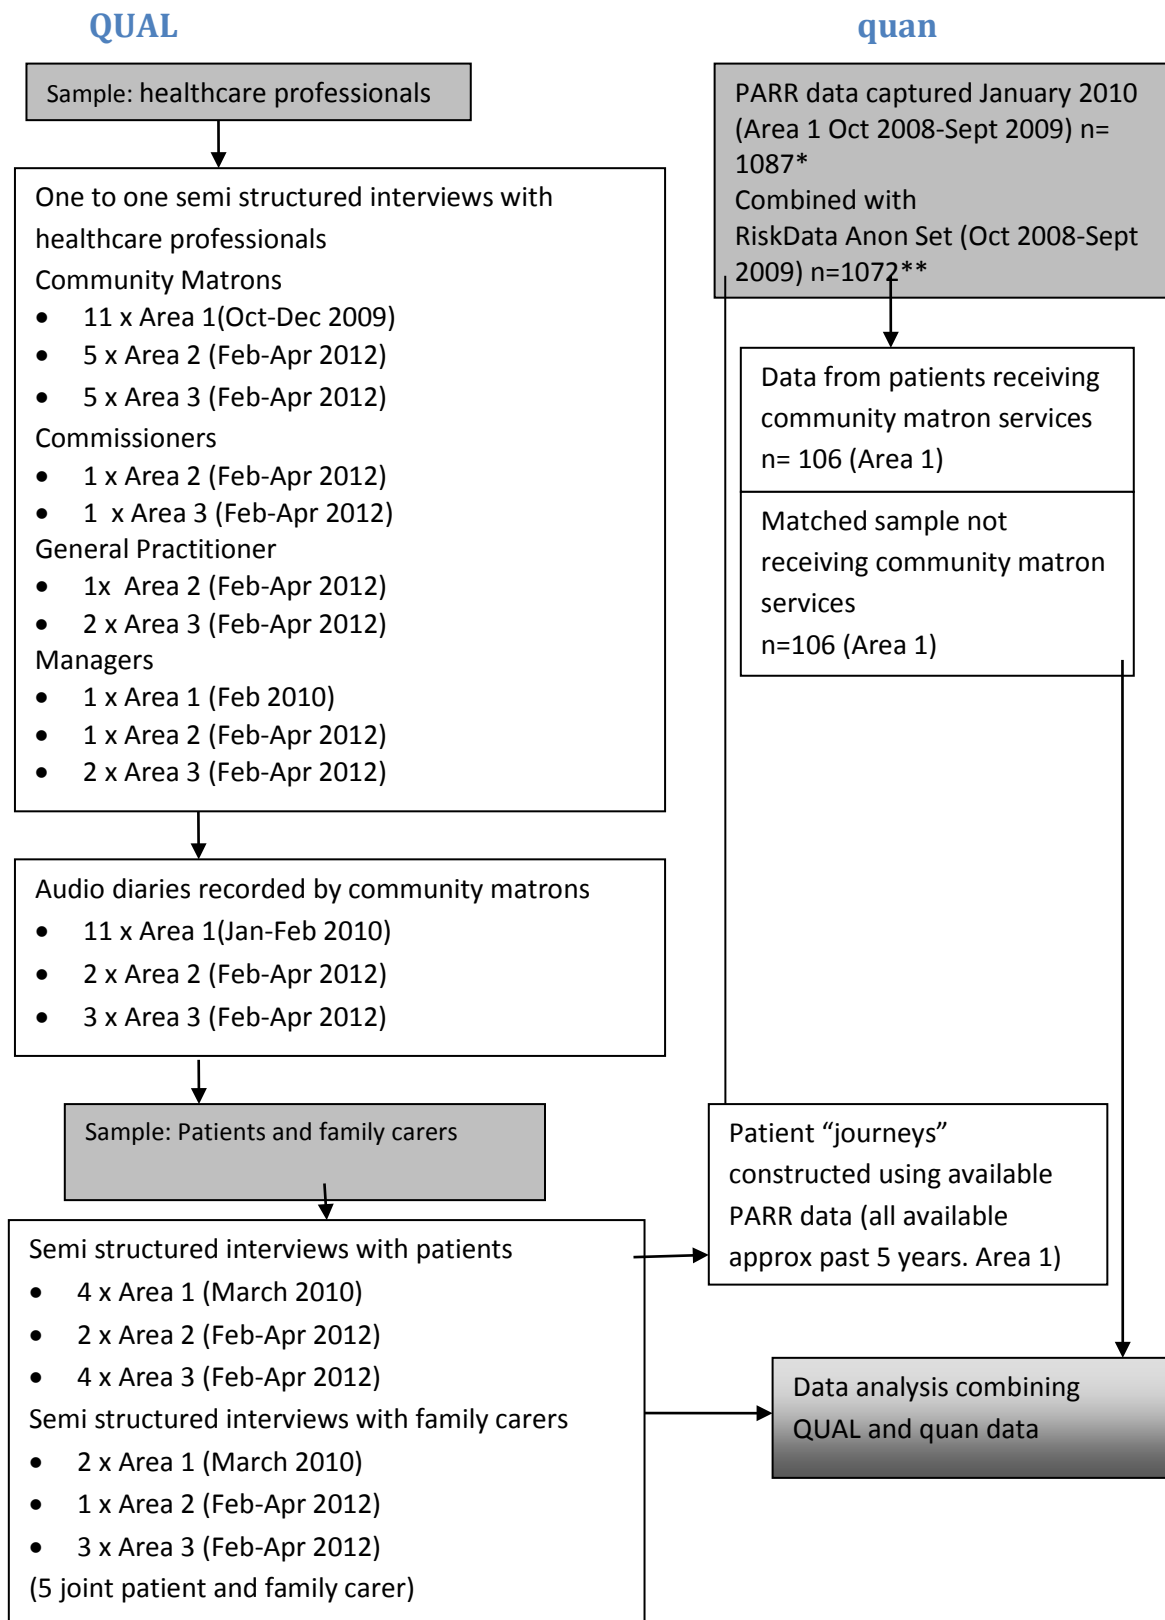 QUAL
Sample: healthcare professionals
One to one semi structured interviews with
healthcare professionals
Community Matrons
• 11 x Area 1(Oct-Dec 2009)
• 5 x Area 2 (Feb-Apr 2012)
• 5 x Area 3 (Feb-Apr 2012)
Commissioners
• 1 x Area 2 (Feb-Apr 2012)
• 1 x Area 3 (Feb-Apr 2012)
General Practitioner
• 1x Area 2 (Feb-Apr 2012)
• 2 x Area 3 (Feb-Apr 2012)
Managers
• 1 x Area 1 (Feb 2010)
• 1 x Area 2 (Feb-Apr 2012)
• 2 x Area 3 (Feb-Apr 2012)
Audio diaries recorded by community matrons
• 11 x Area 1(Jan-Feb 2010)
• 2 x Area 2 (Feb-Apr 2012)
• 3 x Area 3 (Feb-Apr 2012)
Sample: Patients and family carers
Semi structured interviews with patients
• 4 x Area 1 (March 2010)
• 2 x Area 2 (Feb-Apr 2012)
• 4 x Area 3 (Feb-Apr 2012)
Semi structured interviews with family carers
• 2 x Area 1 (March 2010)
• 1 x Area 2 (Feb-Apr 2012)
• 3 x Area 3 (Feb-Apr 2012)
(5 joint patient and family carer)
quan
PARR data captured January 2010
(Area 1 Oct 2008-Sept 2009) n=
1087*
Combined with
RiskData Anon Set (Oct 2008-Sept
2009) n=1072**
Data from patients receiving
community matron services
n= 106 (Area 1)
Matched sample not
receiving community matron
services
n=106 (Area 1)
Patient “journeys”
constructed using available
PARR data (all available
approx past 5 years. Area 1)
Data analysis combining
QUAL and quan data